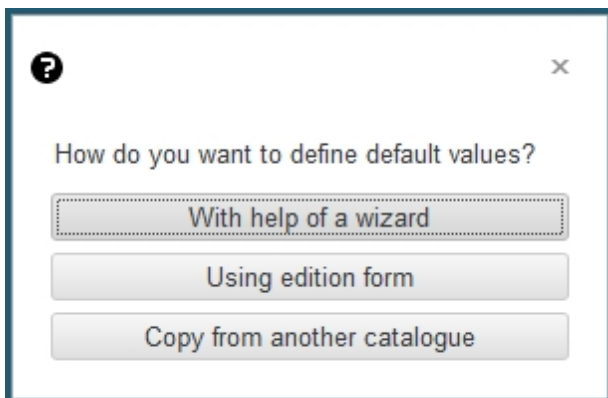 How do you want to define default values?
With help of a wizard
Using edition form
Copy from another catalogue